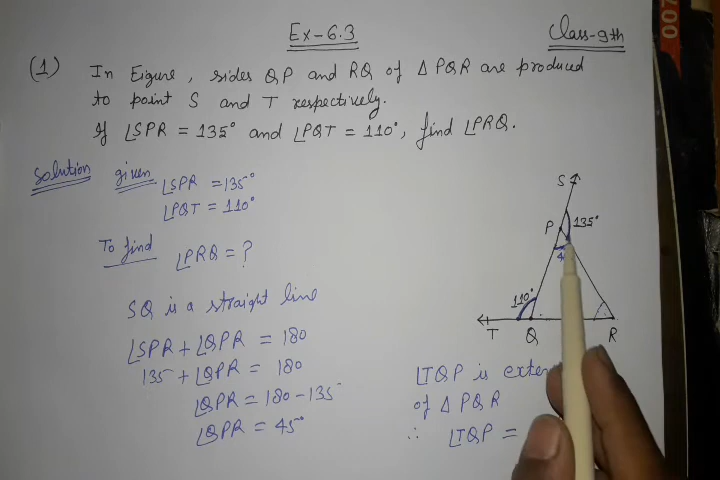 Ex-6.3
Class-9th
007
(1) In Eigure, sides QP and RQ of Δ PQR are produced
to point S and T respectively.
If ∠SPR = 135° and ∠PQT = 110°, find ∠PRQ.
Solution given ∠SPR = 135°
∠PQT = 110°
To find ∠PRQ = ?
SQ is a straight line
∠SPR + ∠QPR = 180
135 + ∠QPR = 180
∠QPR = 180 - 135
∠QPR = 45°
S
P 135°
110°
T Q R
∠TQP is
of Δ PQR
∴ ∠TQP =